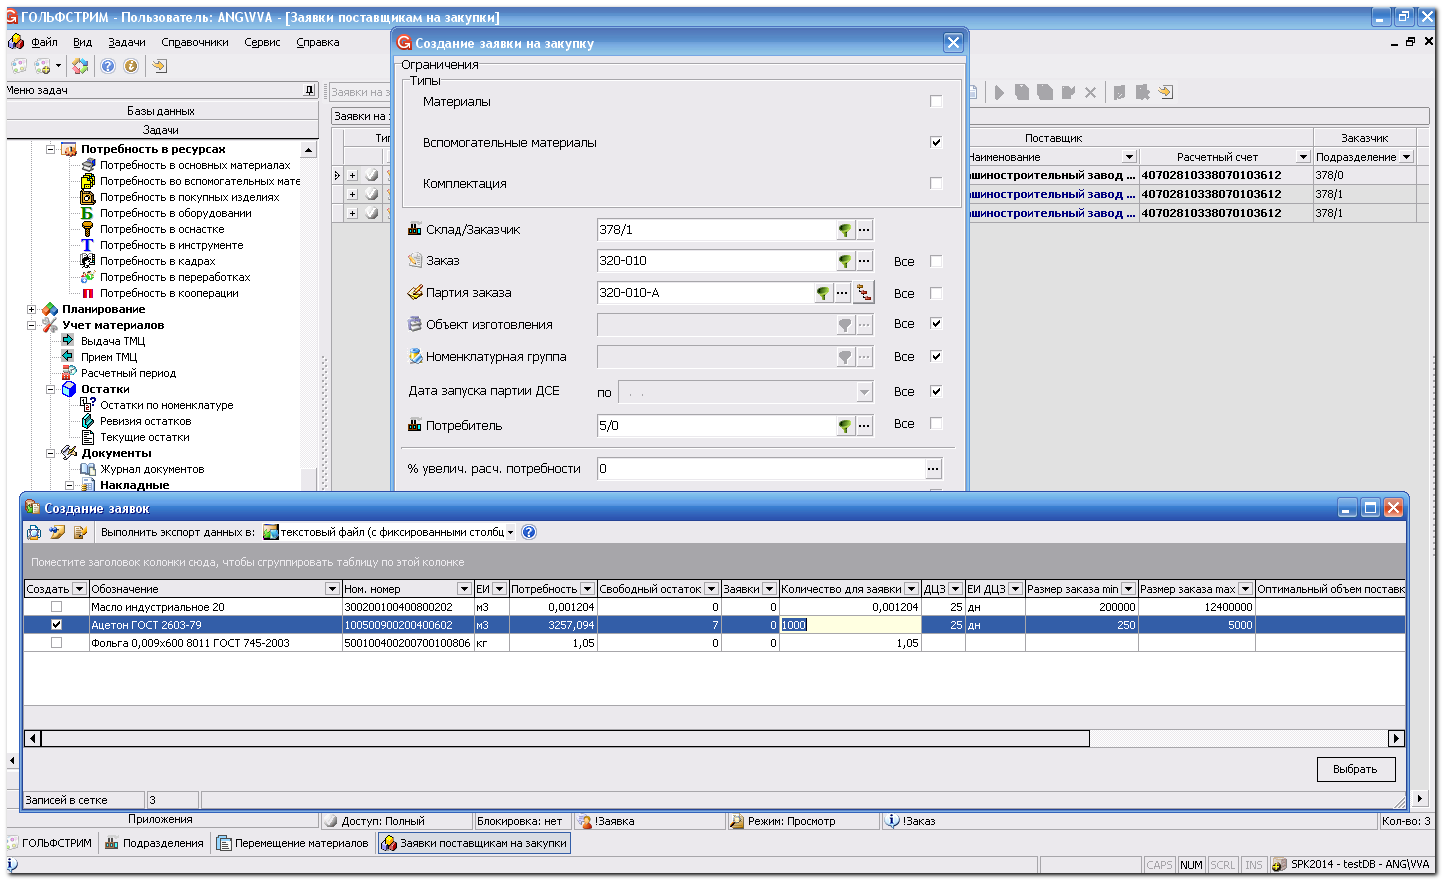 ГОЛЬФСТРИМ - Пользователь: ANG\VVA - [Заявки поставщикам на закупки]
Файл Вид Задачи Справочники Сервис Справка
Меню задач
Базы данных
Задачи
Потребность в ресурсах
Потребность в основных материалах
Потребность во вспомогательных мате
Потребность в покупных изделиях
Потребность в оборудовании
Потребность в оснастке
Потребность в инструменте
Потребность в кадрах
Потребность в переработках
Потребность в кооперации
Планирование
Учет материалов
Выдача ТМЦ
Прием ТМЦ
Расчетный период
Остатки
Остатки по номенклатуре
Ревизия остатков
Текущие остатки
Документы
Журнал документов
Накладные
Заявки на з
Заявки на :
Тип
Поставщик Заказчик
Наименование Расчетный счет Подразделение
ашиностроительный завод ... 40702810338070103612 378/0
ашиностроительный завод ... 40702810338070103612 378/1
ашиностроительный завод ... 40702810338070103612 378/1
Создание заявки на закупку
Ограничения
Типы
Материалы
Вспомогательные материалы
Комплектация
Склад/Заказчик 378/1 ...
Заказ 320-010 ... Все
Партия заказа 320-010-А ... Все
Объект изготовления ... Все
Номенклатурная группа ... Все
Дата запуска партии ДСЕ по . . Все
Потребитель 5/0 ... Все
% увелич. расч. потребности 0 ...
Создание заявок
Выполнить экспорт данных в: текстовый файл (с фиксированными столбц
Поместите заголовок колонки сюда, чтобы сгруппировать таблицу по этой колонке
Создать Обозначение Ном. номер ЕИ Потребность Свободный остаток Заявки Количество для заявки ДЦЗ ЕИ ДЦЗ Размер заказа min Размер заказа max Оптимальный объем поставк
Масло индустриальное 20 300200100400800202 м3 0,001204 0 0 0,001204 25 дн 200000 12400000
Ацетон ГОСТ 2603-79 100500900200400602 м3 3257,094 7 0 1000 25 дн 250 5000
Фольга 0,009х600 8011 ГОСТ 745-2003 500100400200700100806 кг 1,05 0 0 1,05
Выбрать
Записей в сетке 3
Приложения
Доступ: Полный Блокировка: нет !Заявка Режим: Просмотр !Заказ Кол-во: 3
ГОЛЬФСТРИМ Подразделения Перемещение материалов Заявки поставщикам на закупки
CAPS NUM SCRL INS SPK2014 - testDB - ANG\VVA